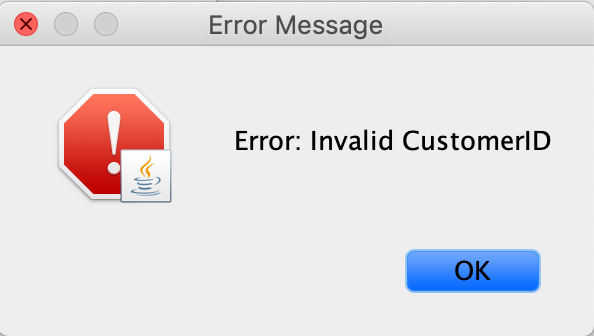 Error Message
Error: Invalid CustomerID
OK